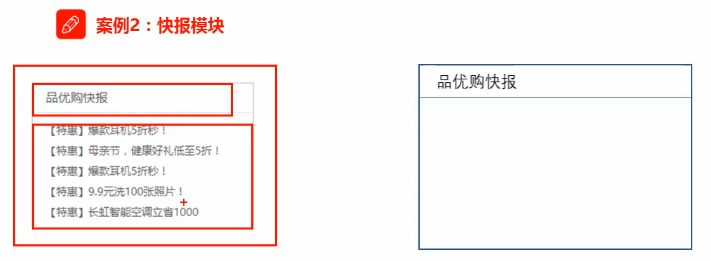 案例2：快报模块
品优购快报
【特惠】爆款耳机5折秒！
【特惠】母亲节，健康好礼低至5折！
【特惠】爆款耳机5折秒！
【特惠】9.9元洗100张照片！
【特惠】长虹智能空调立省1000
品优购快报